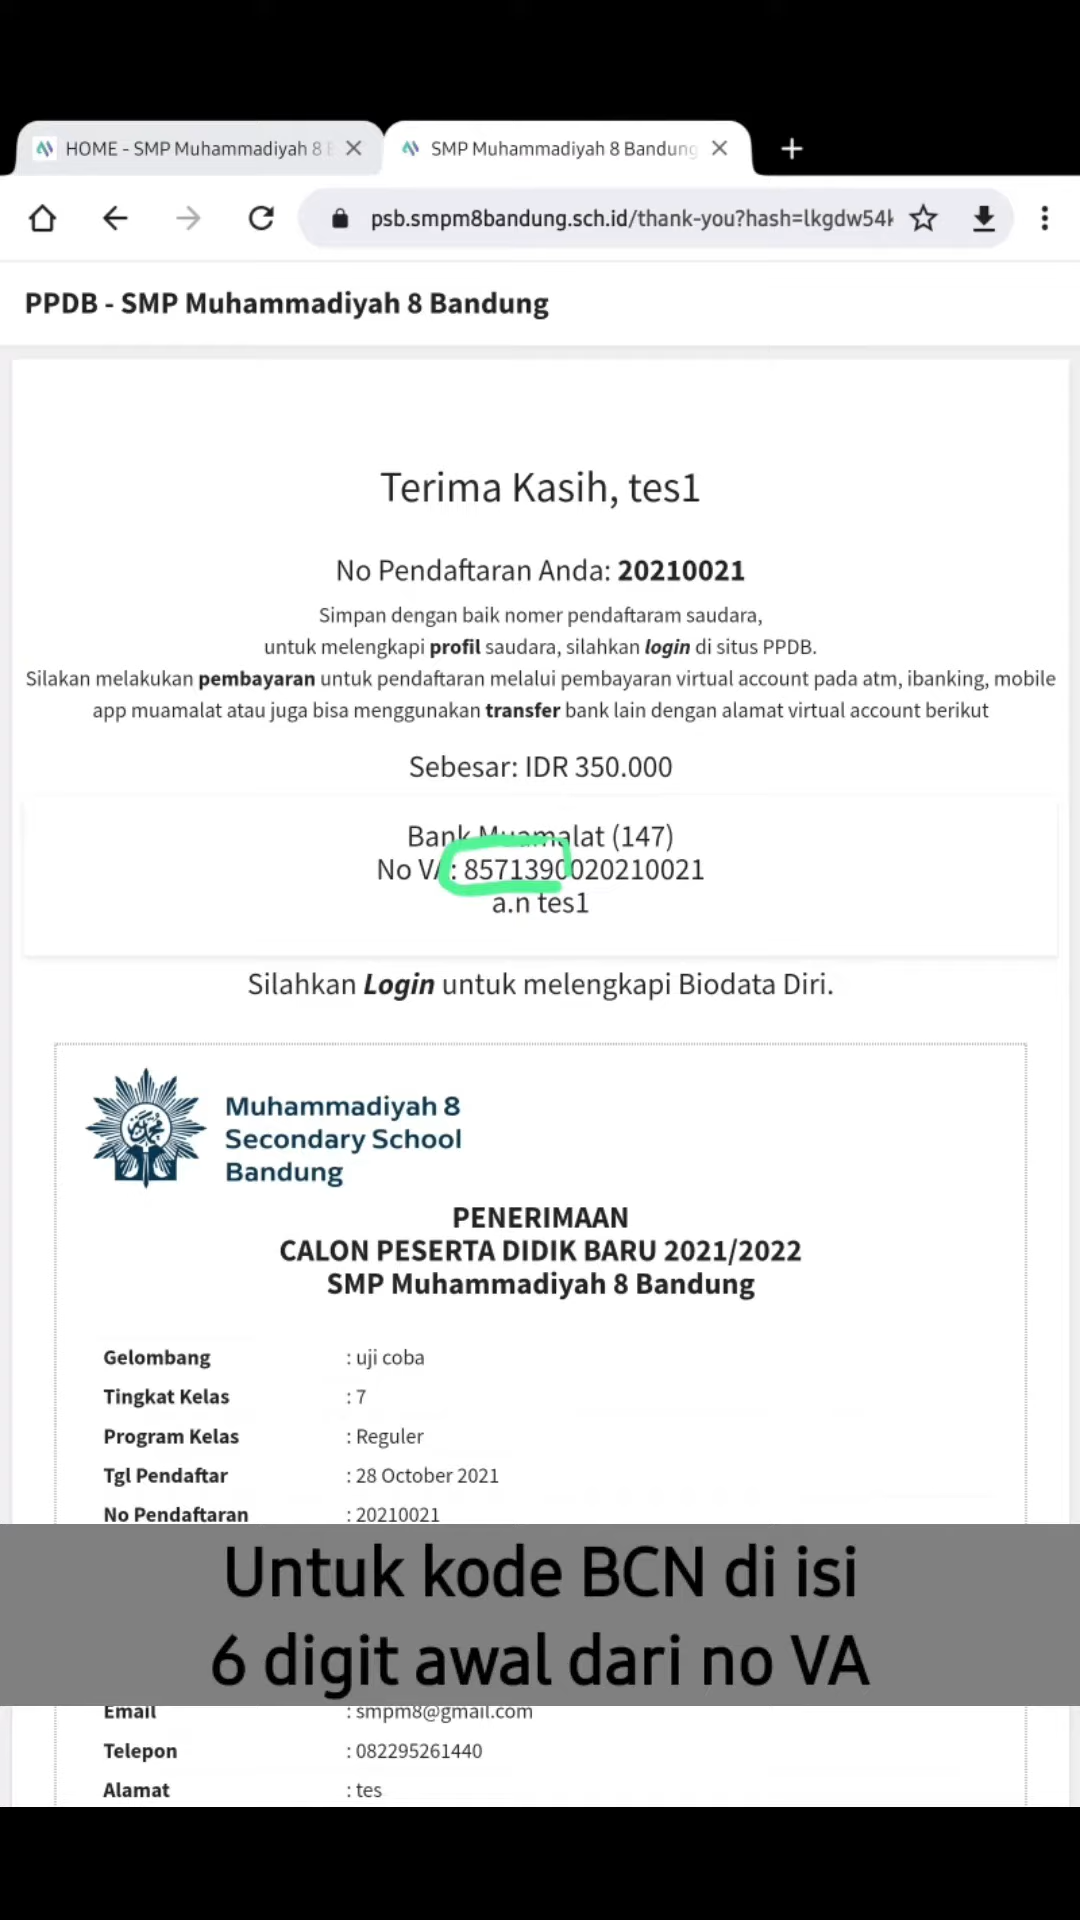 HOME - SMP Muhammadiyah 8
SMP Muhammadiyah 8 Bandung
psb.smpm8bandung.sch.id/thank-you?hash=lkgdw54k
PPDB - SMP Muhammadiyah 8 Bandung
Terima Kasih, tes1
No Pendaftaran Anda: 20210021
Simpan dengan baik nomer pendaftaram saudara,
untuk melengkapi profil saudara, silahkan login di situs PPDB.
Silakan melakukan pembayaran untuk pendaftaran melalui pembayaran virtual account pada atm, ibanking, mobile
app muamalat atau juga bisa menggunakan transfer bank lain dengan alamat virtual account berikut
Sebesar: IDR 350.000
Bank Muamalat (147)
No VA: 8571390020210021
a.n tes1
Silahkan Login untuk melengkapi Biodata Diri.
Muhammadiyah 8
Secondary School
Bandung
PENERIMAAN
CALON PESERTA DIDIK BARU 2021/2022
SMP Muhammadiyah 8 Bandung
Gelombang : uji coba
Tingkat Kelas : 7
Program Kelas : Reguler
Tgl Pendaftar : 28 October 2021
No Pendaftaran : 20210021
Untuk kode BCN di isi
6 digit awal dari no VA
Email : smpm8@gmail.com
Telepon : 082295261440
Alamat : tes